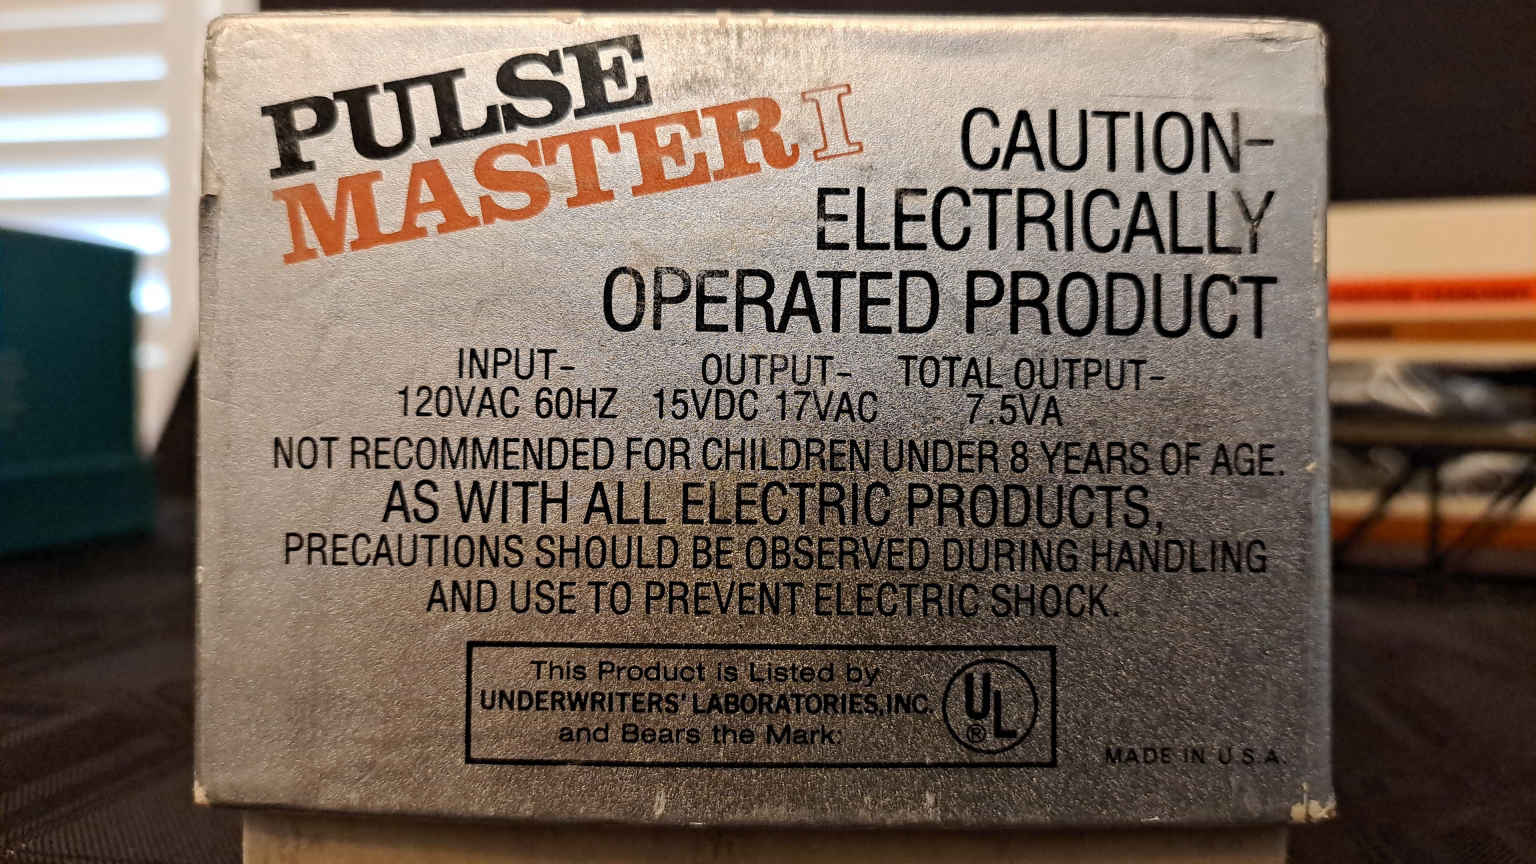 PULSE
MASTER I
CAUTION-
ELECTRICALLY
OPERATED PRODUCT
INPUT- OUTPUT- TOTAL OUTPUT-
120VAC 60HZ 15VDC 17VAC 7.5VA
NOT RECOMMENDED FOR CHILDREN UNDER 8 YEARS OF AGE.
AS WITH ALL ELECTRIC PRODUCTS,
PRECAUTIONS SHOULD BE OBSERVED DURING HANDLING
AND USE TO PREVENT ELECTRIC SHOCK.
This Product is Listed by
UNDERWRITERS' LABORATORIES, INC.
and Bears the Mark:
UL
®
MADE IN U.S.A.